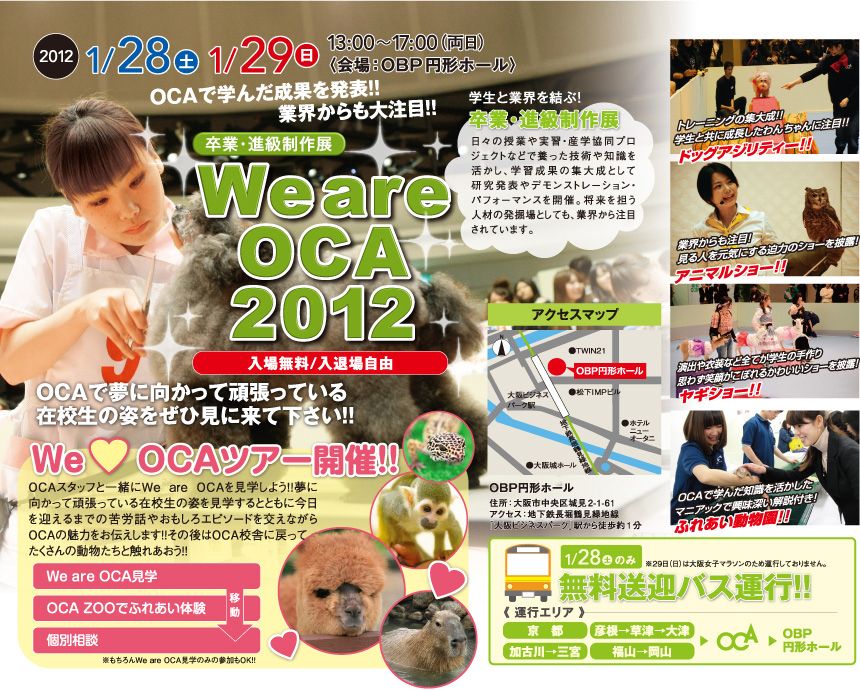 2012 1/28土 1/29日 13:00〜17:00(両日)
〈会場:OBP円形ホール〉
OCAで学んだ成果を発表!!
業界からも大注目!!
卒業・進級制作展
We are
OCA
2012
入場無料/入退場自由
OCAで夢に向かって頑張っている
在校生の姿をぜひ見に来て下さい!!
学生と業界を結ぶ!
卒業・進級制作展
日々の授業や実習・産学協同プロ
ジェクトなどで養った技術や知識を
活かし、学習成果の集大成として
研究発表やデモンストレーション・
パフォーマンスを開催。将来を担う
人材の発掘場としても、業界から注目
されています。
トレーニングの集大成!!
学生と共に成長したわんちゃんに注目!!
ドッグアジリティー!!
業界からも注目!
見る人を元気にする迫力のショーを披露!
アニマルショー!!
演出や衣装など全てが学生の手作り
思わず笑顔がこぼれるかわいいショーを披露!
ヤギショー!!
OCAで学んだ知識を活かした
マニアックで興味深い解説付き!
ふれあい動物園!!
アクセスマップ
TWIN21
OBP円形ホール
大阪ビジネス
パーク駅
松下IMPビル
ホテル
ニュー
オータニ
大阪城ホール
OBP円形ホール
住所:大阪市中央区城見2-1-61
アクセス:地下鉄長堀鶴見緑地線
「大阪ビジネスパーク」駅から徒歩約1分
We OCAツアー開催!!
OCAスタッフと一緒にWe are OCAを見学しよう!!夢に
向かって頑張っている在校生の姿を見学するとともに今日
を迎えるまでの苦労話やおもしろエピソードを交えながら
OCAの魅力をお伝えします!!その後はOCA校舎に戻って
たくさんの動物たちと触れあおう!!
We are OCA見学
OCA ZOOでふれあい体験
個別相談
移動
※もちろんWe are OCA見学のみの参加もOK!!
1/28土のみ ※29日(日)は大阪女子マラソンのため運行しておりません。
無料送迎バス運行!!
《 運行エリア 》
京都 彦根→草津→大津
加古川→三宮 福山→岡山
OCA
OBP
円形ホール